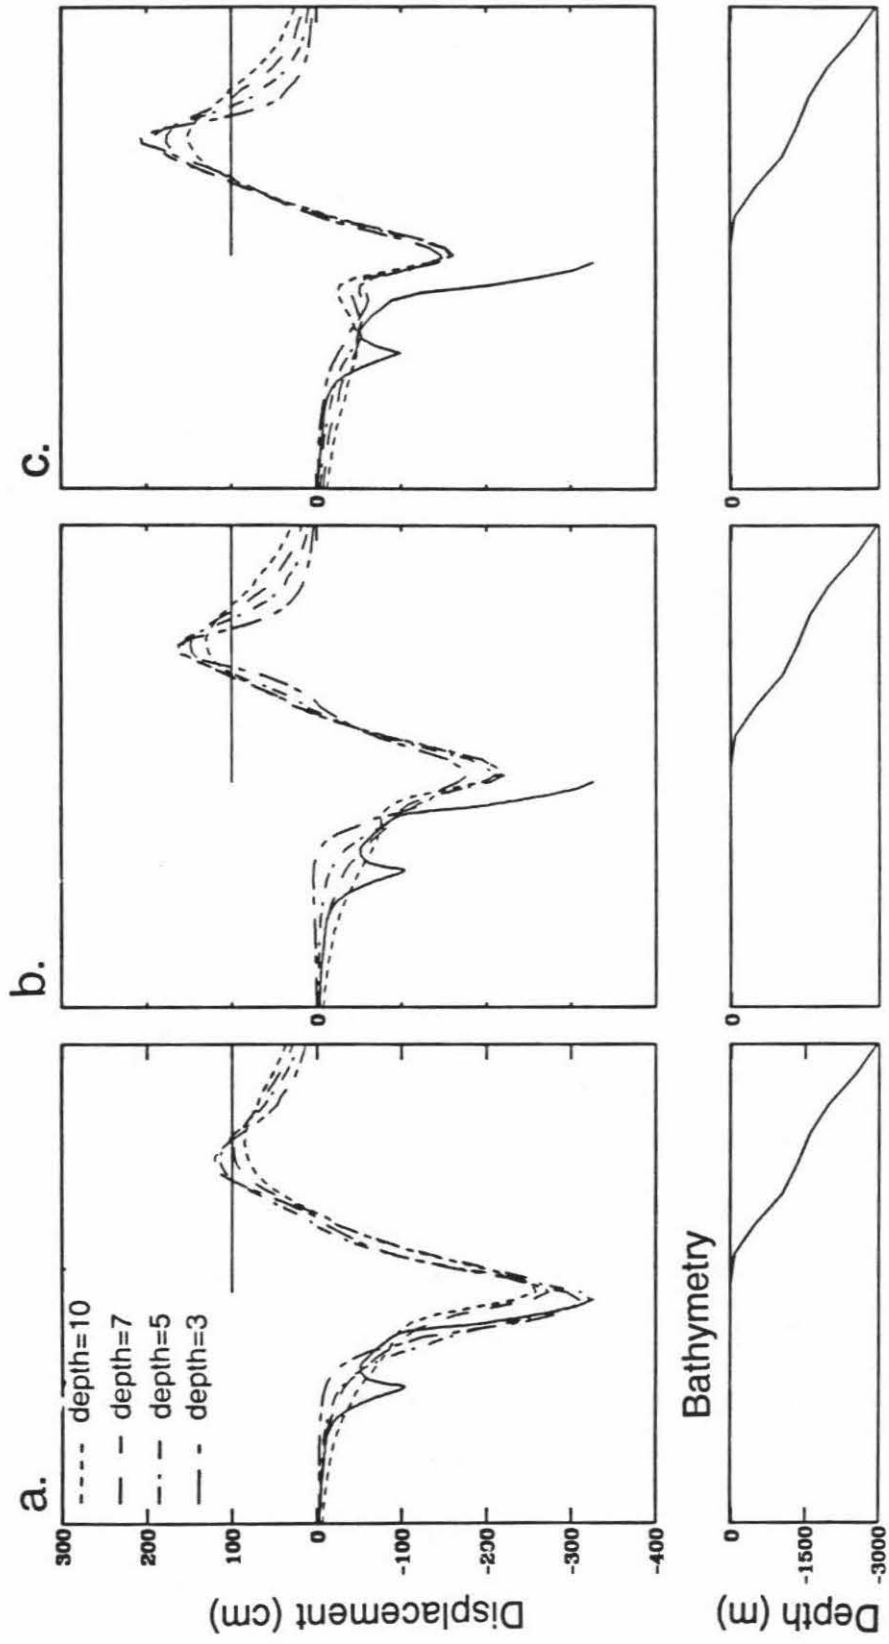 a.
b.
c.
depth=10
depth=7
depth=5
depth=3
300
200
100
0
-100
-200
-300
-400
Displacement (cm)
0
0
Bathymetry
0
-1500
-3000
Depth (m)
0
0